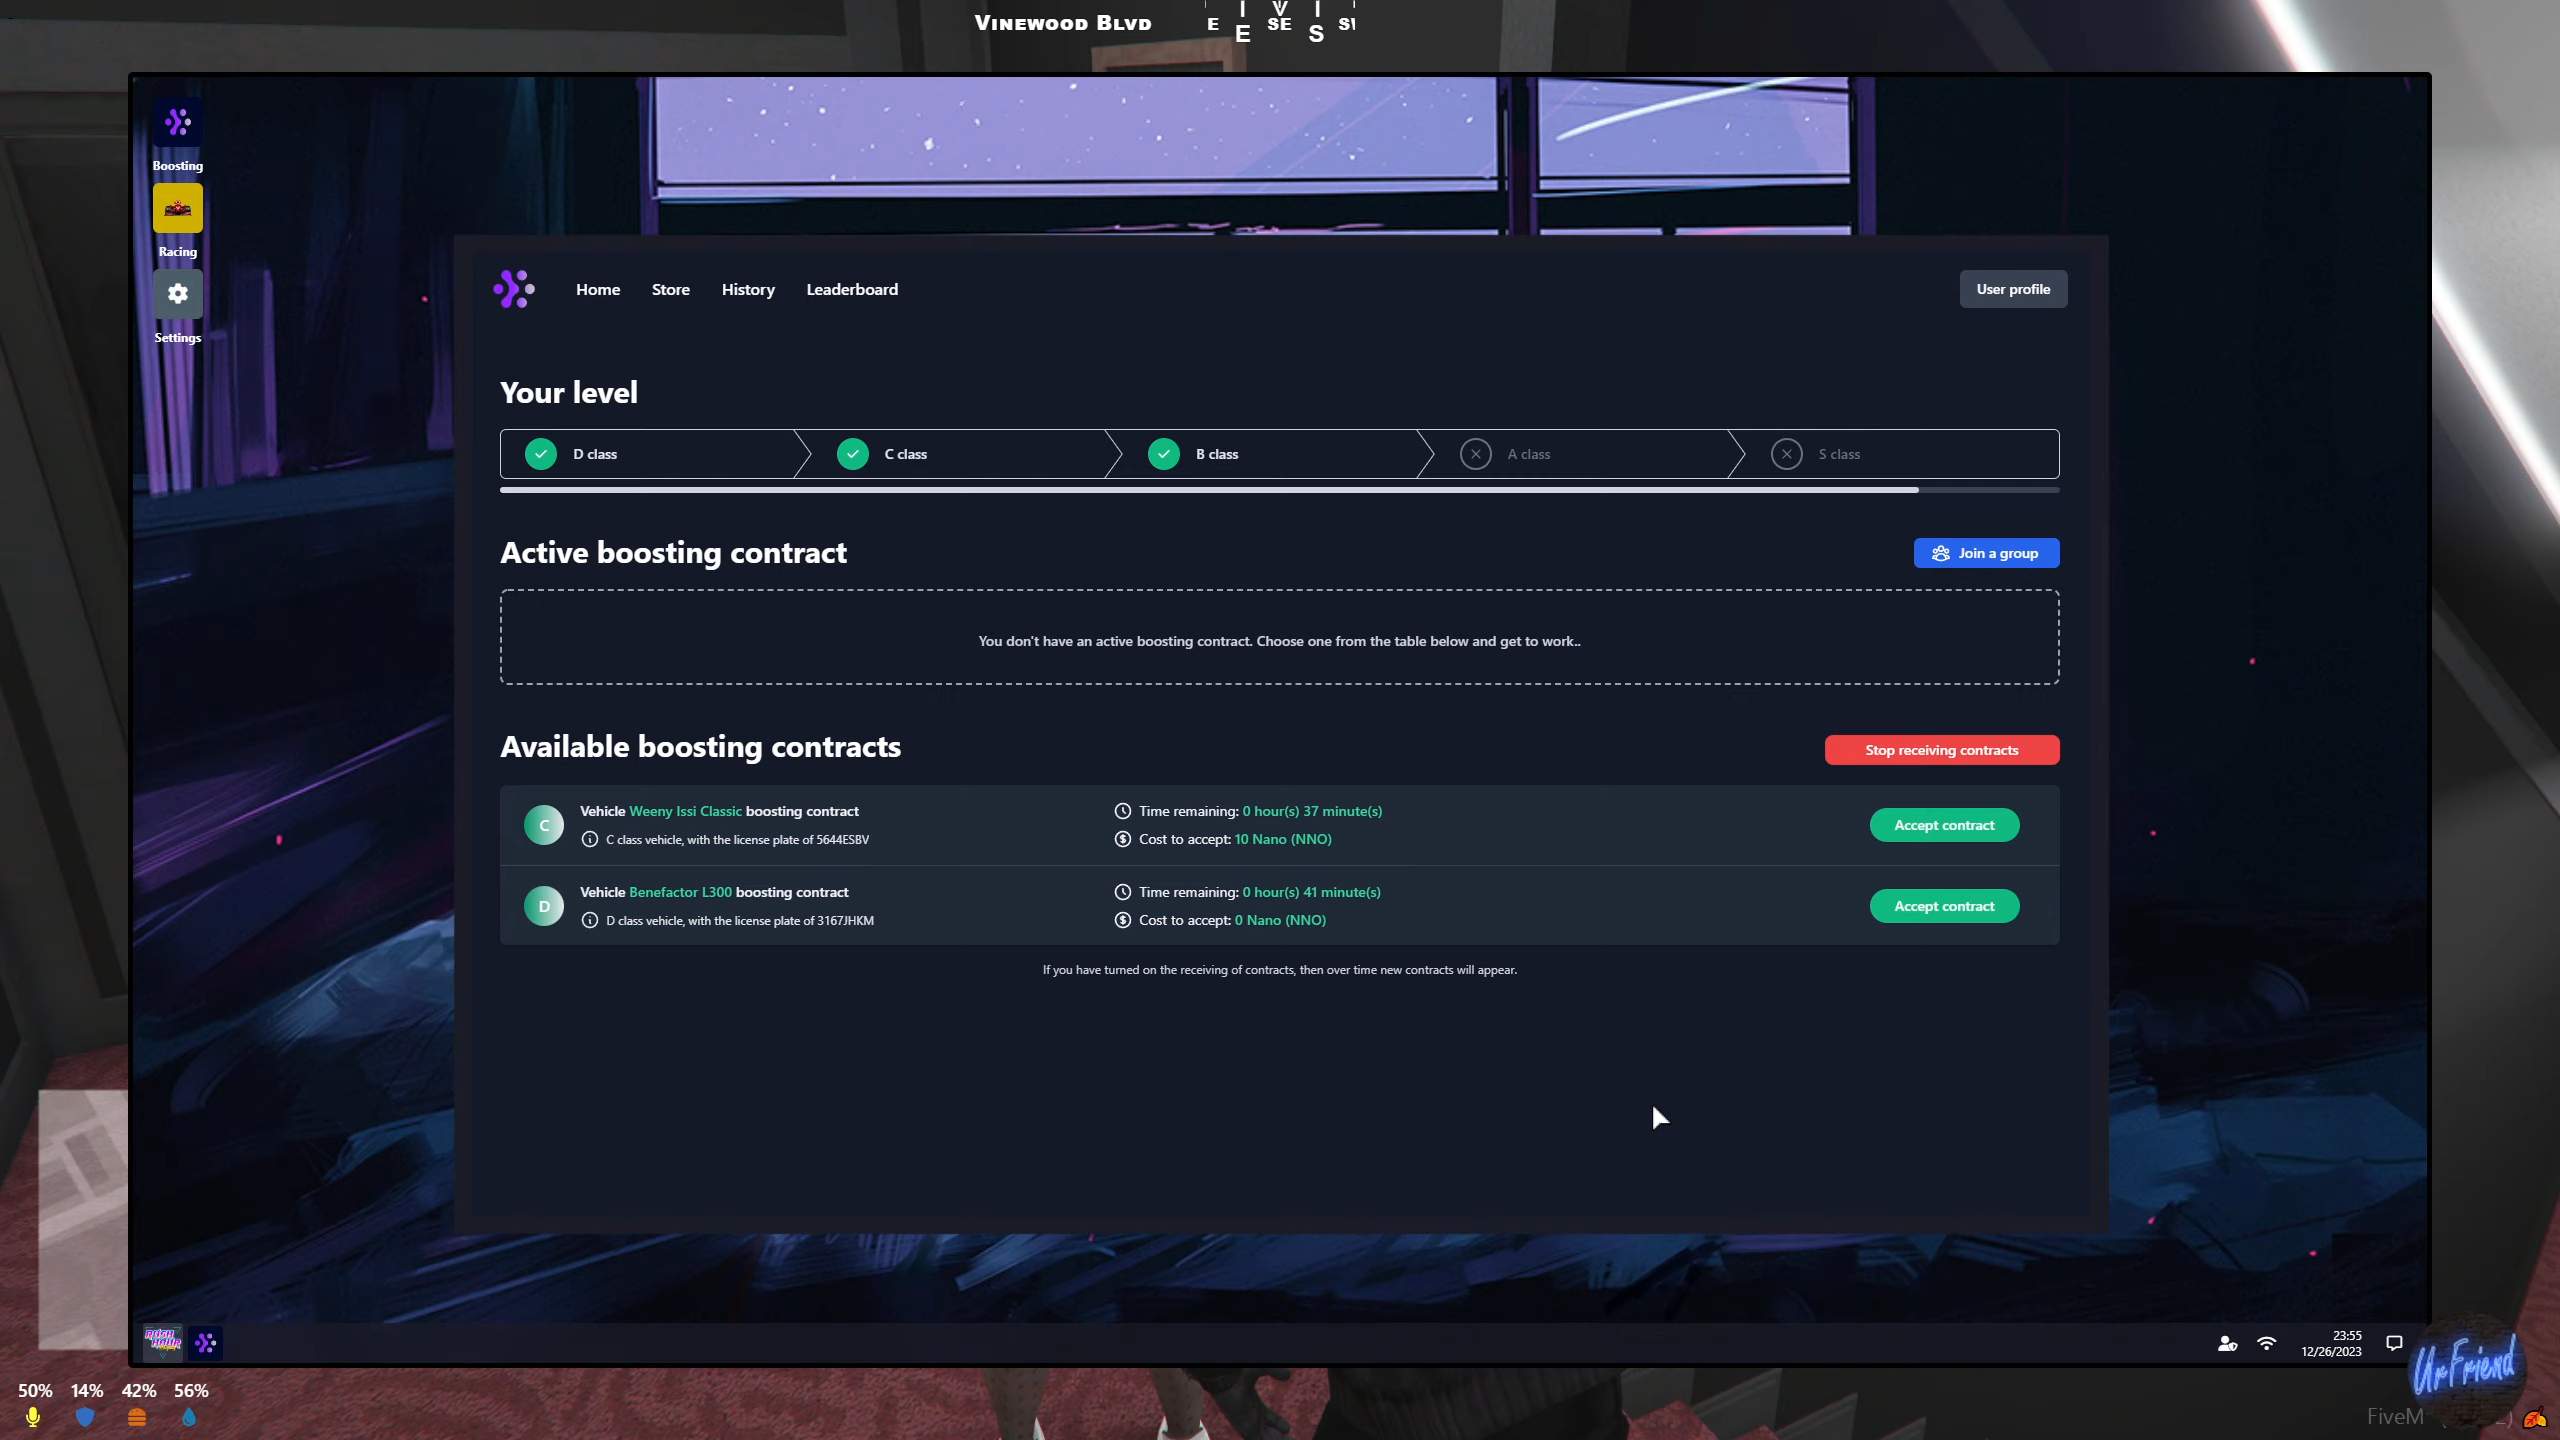 Vinewood Blvd
E SE
E S
Boosting
Racing
Settings
Home Store History Leaderboard
User profile
Your level
D class C class B class A class S class
Active boosting contract
Join a group
You don't have an active boosting contract. Choose one from the table below and get to work..
Available boosting contracts
Stop receiving contracts
C
Vehicle Weeny Issi Classic boosting contract
C class vehicle, with the license plate of 5644ESBV
Time remaining: 0 hour(s) 37 minute(s)
Cost to accept: 10 Nano (NNO)
Accept contract
D
Vehicle Benefactor L300 boosting contract
D class vehicle, with the license plate of 3167JHKM
Time remaining: 0 hour(s) 41 minute(s)
Cost to accept: 0 Nano (NNO)
Accept contract
If you have turned on the receiving of contracts, then over time new contracts will appear.
RUSH
HOUR
23:55
12/26/2023
UrFriend
50% 14% 42% 56%
FiveM